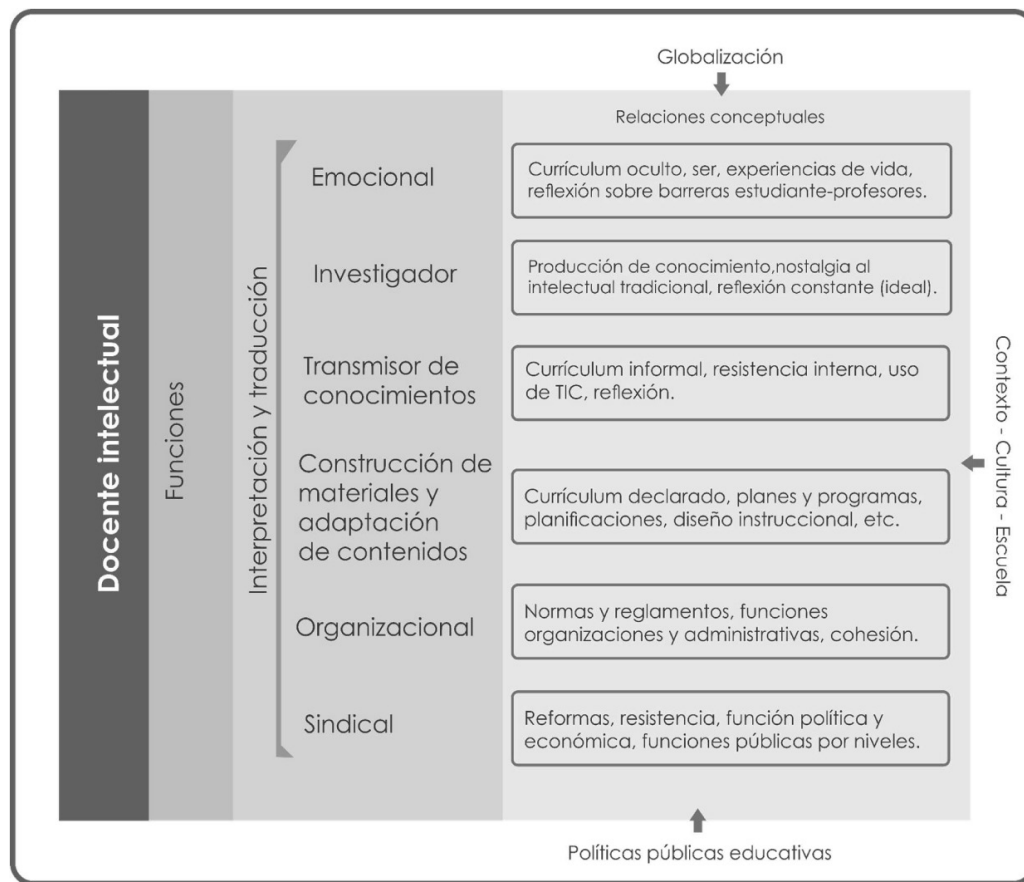 Globalización
Relaciones conceptuales
Docente intelectual
Funciones
Interpretación y traducción
Emocional
Currículum oculto, ser, experiencias de vida,
reflexión sobre barreras estudiante-profesores.
Investigador
Producción de conocimiento,nostalgia al
intelectual tradicional, reflexión constante (ideal).
Transmisor de
conocimientos
Currículum informal, resistencia interna, uso
de TIC, reflexión.
Construcción de
materiales y
adaptación
de contenidos
Currículum declarado, planes y programas,
planificaciones, diseño instruccional, etc.
Organizacional
Normas y reglamentos, funciones
organizaciones y administrativas, cohesión.
Sindical
Reformas, resistencia, función política y
económica, funciones públicas por niveles.
Contexto - Cultura - Escuela
Políticas públicas educativas